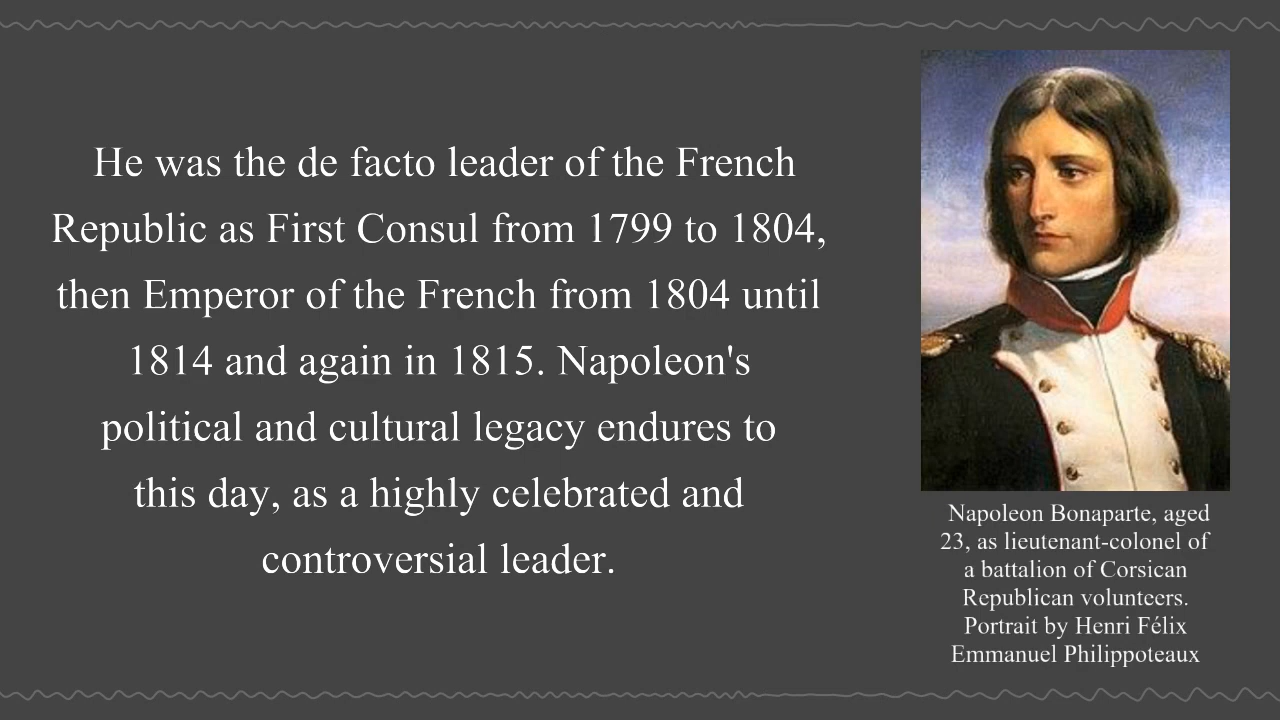 He was the de facto leader of the French
Republic as First Consul from 1799 to 1804,
then Emperor of the French from 1804 until
1814 and again in 1815. Napoleon's
political and cultural legacy endures to
this day, as a highly celebrated and
controversial leader.
Napoleon Bonaparte, aged
23, as lieutenant-colonel of
a battalion of Corsican
Republican volunteers.
Portrait by Henri Félix
Emmanuel Philippoteaux